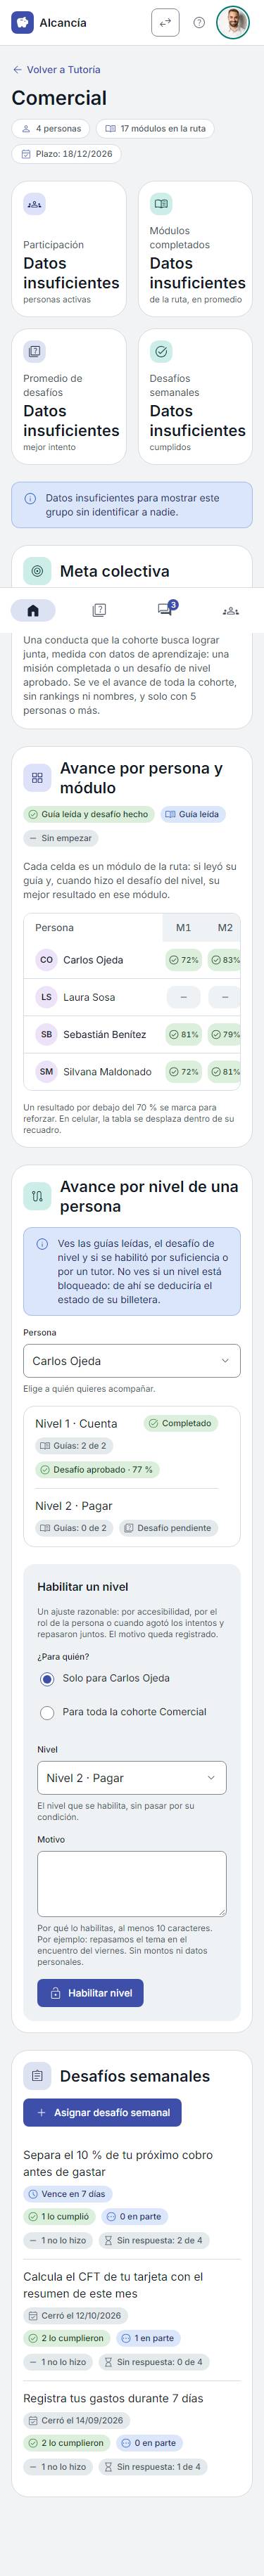 Alcancía
Volver a Tutoría
Comercial
4 personas
17 módulos en la ruta
Plazo: 18/12/2026
Participación
Datos
insuficientes
personas activas
Módulos
completados
Datos
insuficientes
de la ruta, en promedio
Promedio de
desafíos
Datos
insuficientes
mejor intento
Desafíos
semanales
Datos
insuficientes
cumplidos
Datos insuficientes para mostrar este
grupo sin identificar a nadie.
Meta colectiva
3
Una conducta que la cohorte busca lograr
junta, medida con datos de aprendizaje: una
misión completada o un desafío de nivel
aprobado. Se ve el avance de toda la cohorte,
sin rankings ni nombres, y solo con 5
personas o más.
Avance por persona y
módulo
Guía leída y desafío hecho
Guía leída
Sin empezar
Cada celda es un módulo de la ruta: si leyó su
guía y, cuando hizo el desafío del nivel, su
mejor resultado en ese módulo.
Persona M1 M2
CO Carlos Ojeda 72% 83%
LS Laura Sosa – –
SB Sebastián Benítez 81% 79%
SM Silvana Maldonado 72% 81%
Un resultado por debajo del 70 % se marca para
reforzar. En celular, la tabla se desplaza dentro de su
recuadro.
Avance por nivel de una
persona
Ves las guías leídas, el desafío de
nivel y si se habilitó por suficiencia o
por un tutor. No ves si un nivel está
bloqueado: de ahí se deduciría el
estado de su billetera.
Persona
Carlos Ojeda
Elige a quién quieres acompañar.
Nivel 1 · Cuenta
Completado
Guías: 2 de 2
Desafío aprobado · 77 %
Nivel 2 · Pagar
Guías: 0 de 2
Desafío pendiente
Habilitar un nivel
Un ajuste razonable: por accesibilidad, por el
rol de la persona o cuando agotó los intentos y
repasaron juntos. El motivo queda registrado.
¿Para quién?
Solo para Carlos Ojeda
Para toda la cohorte Comercial
Nivel
Nivel 2 · Pagar
El nivel que se habilita, sin pasar por su
condición.
Motivo
Por qué lo habilitas, al menos 10 caracteres.
Por ejemplo: repasamos el tema en el
encuentro del viernes. Sin montos ni datos
personales.
Habilitar nivel
Desafíos semanales
Asignar desafío semanal
Separa el 10 % de tu próximo cobro
antes de gastar
Vence en 7 días
1 lo cumplió
0 en parte
1 no lo hizo
Sin respuesta: 2 de 4
Calcula el CFT de tu tarjeta con el
resumen de este mes
Cerró el 12/10/2026
2 lo cumplieron
1 en parte
1 no lo hizo
Sin respuesta: 0 de 4
Registra tus gastos durante 7 días
Cerró el 14/09/2026
2 lo cumplieron
0 en parte
1 no lo hizo
Sin respuesta: 1 de 4